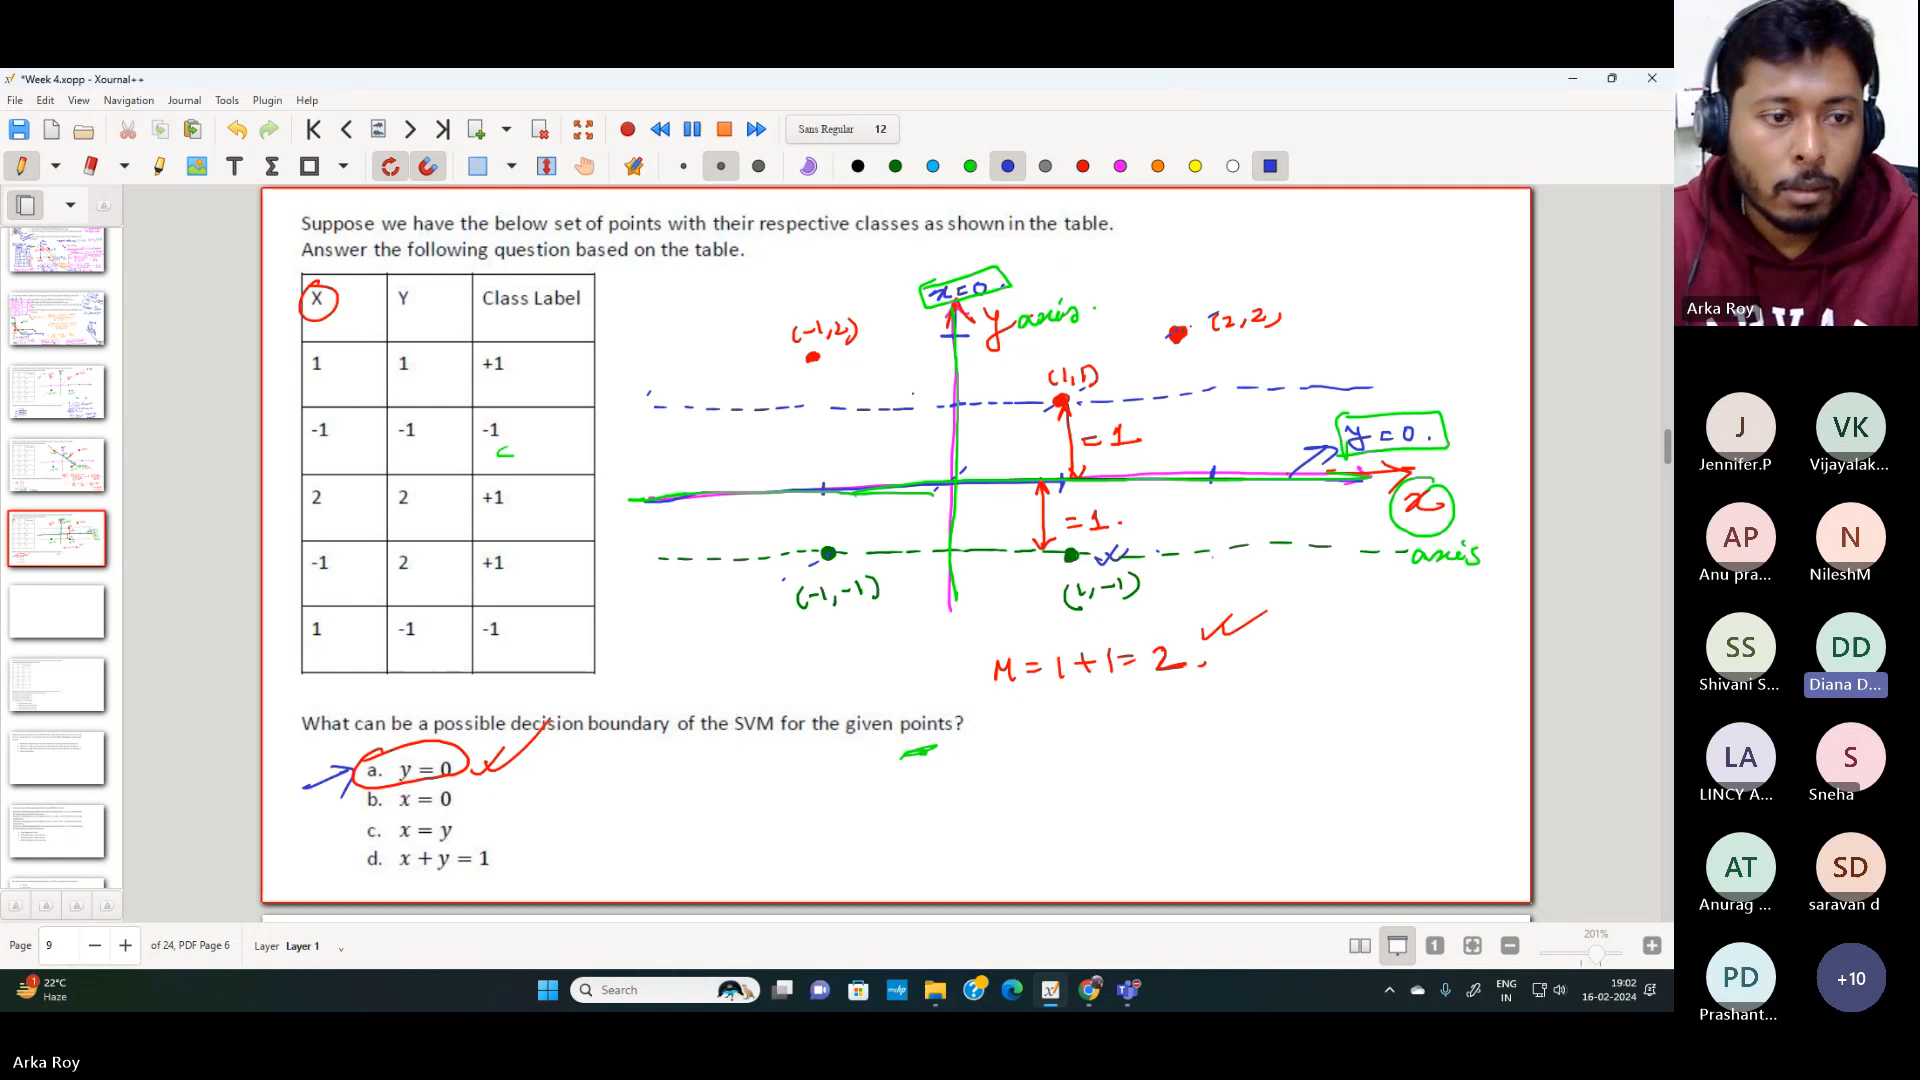 *Week 4.xopp - Xournal++
File Edit View Navigation Journal Tools Plugin Help
Sans Regular 12
Suppose we have the below set of points with their respective classes as shown in the table.
Answer the following question based on the table.
X Y Class Label
1 1 +1
-1 -1 -1
2 2 +1
-1 2 +1
1 -1 -1
x=0.
y axis.
(-1,2)
(2,2)
(1,1)
= 1
y = 0.
x
axis
= 1.
(-1,-1)
(1,-1)
M = 1 + 1 = 2.
What can be a possible decision boundary of the SVM for the given points?
a. y = 0
b. x = 0
c. x = y
d. x + y = 1
Page 9 of 24, PDF Page 6 Layer Layer 1
201%
1
1
22°C
Haze
Search
ENG
IN
19:02
16-02-2024
Arka Roy
J
Jennifer.P
VK
Vijayalak...
AP
Anu pra...
N
NileshM
SS
Shivani S...
DD
Diana D...
LA
LINCY A...
S
Sneha
AT
Anurag ...
SD
saravan d
PD
Prashant...
+10
Arka Roy